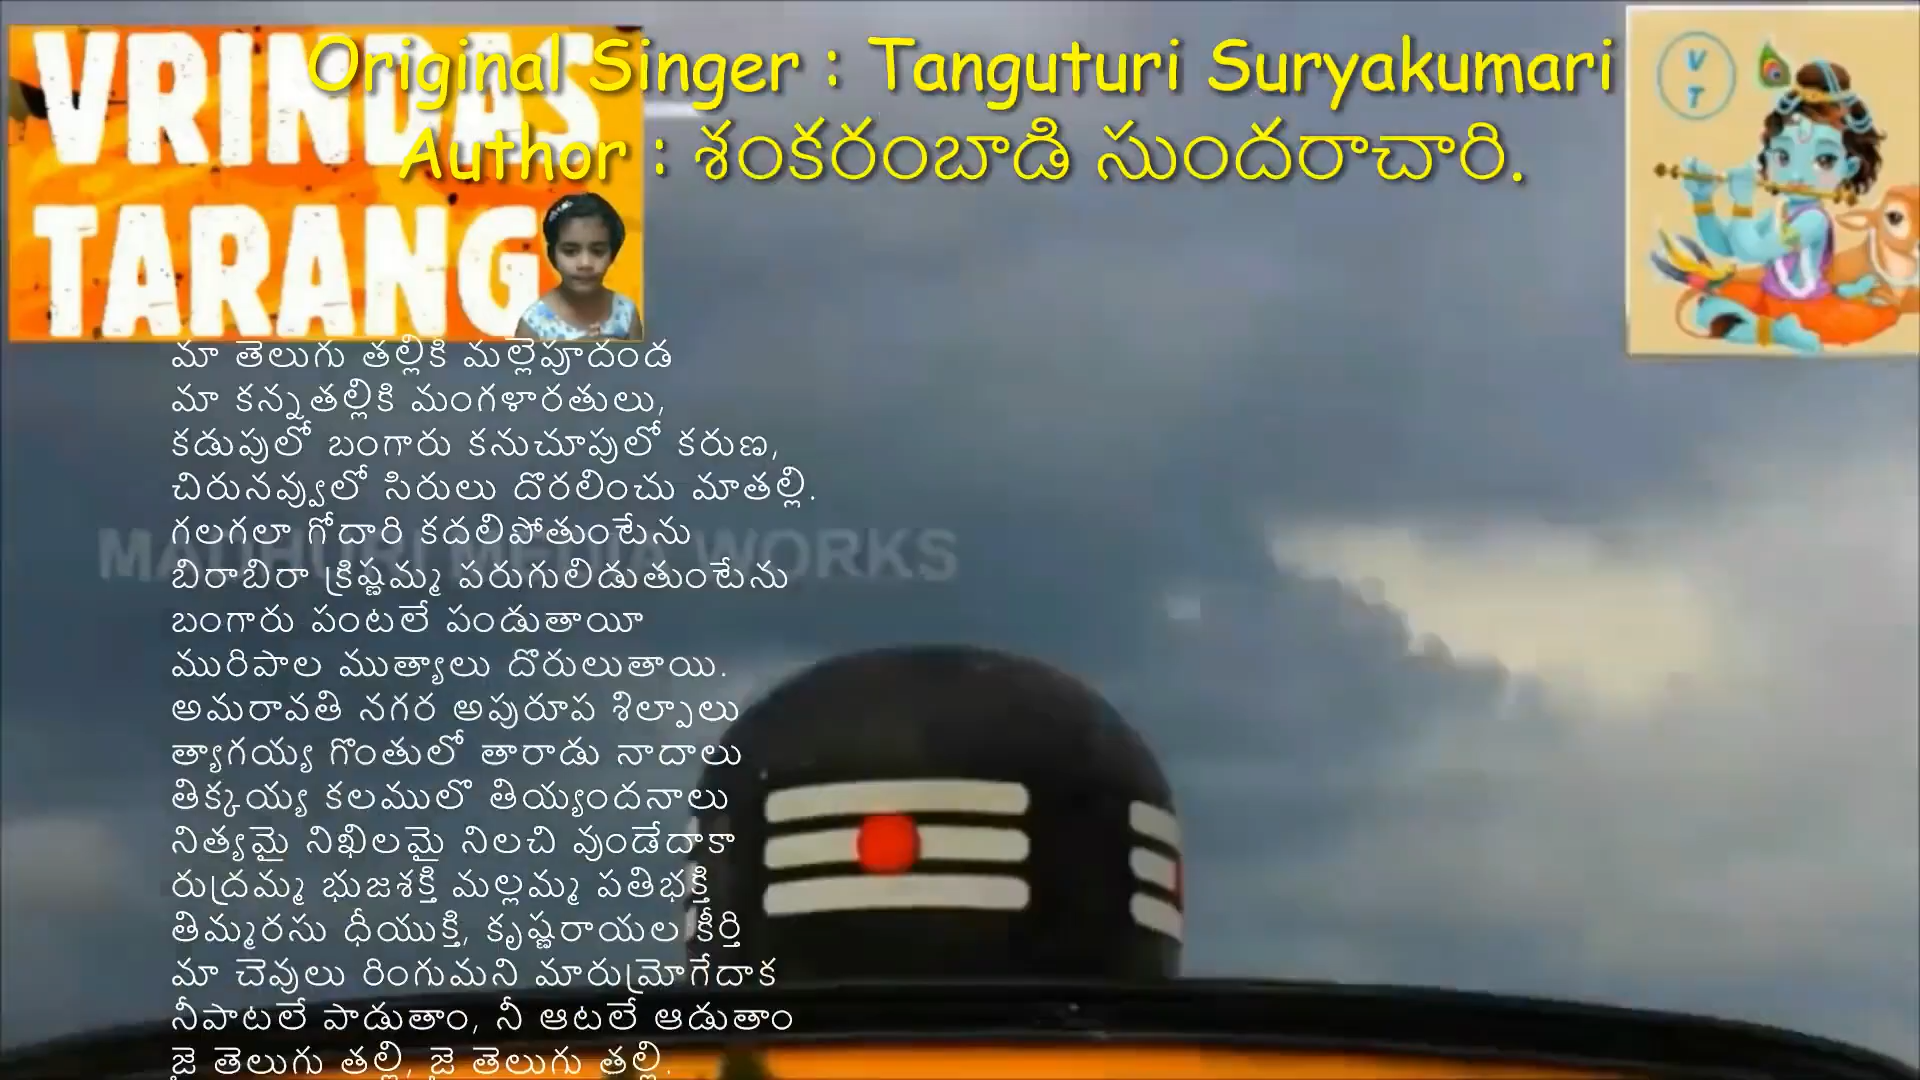 VRINDAS
TARANG
Original Singer : Tanguturi Suryakumari
Author : శంకరంబాడి సుందరాచారి.
V
T
మా తెలుగు తల్లికి మల్లెపూదండ
మా కన్నతల్లికి మంగళారతులు,
కడుపులో బంగారు కనుచూపులో కరుణ,
చిరునవ్వులో సిరులు దొరలించు మాతల్లి.
గలగలా గోదారి కదలిపోతుంటేను
బిరాబిరా క్రిష్ణమ్మ పరుగులిడుతుంటేను
బంగారు పంటలే పండుతాయీ
మురిపాల ముత్యాలు దొరులుతాయి.
అమరావతి నగర అపురూప శిల్పాలు
త్యాగయ్య గొంతులో తారాడు నాదాలు
తిక్కయ్య కలములొ తియ్యందనాలు
నిత్యమై నిఖిలమై నిలచి వుండేదాకా
రుద్రమ్మ భుజశక్తి మల్లమ్మ పతిభక్తి
తిమ్మరసు ధీయుక్తి, కృష్ణరాయల కీర్తి
మా చెవులు రింగుమని మారుమ్రోగేదాక
నీపాటలే పాడుతాం, నీ ఆటలే ఆడుతాం
జై తెలుగు తల్లి, జై తెలుగు తల్లి.
MADHURI MEDIA WORKS